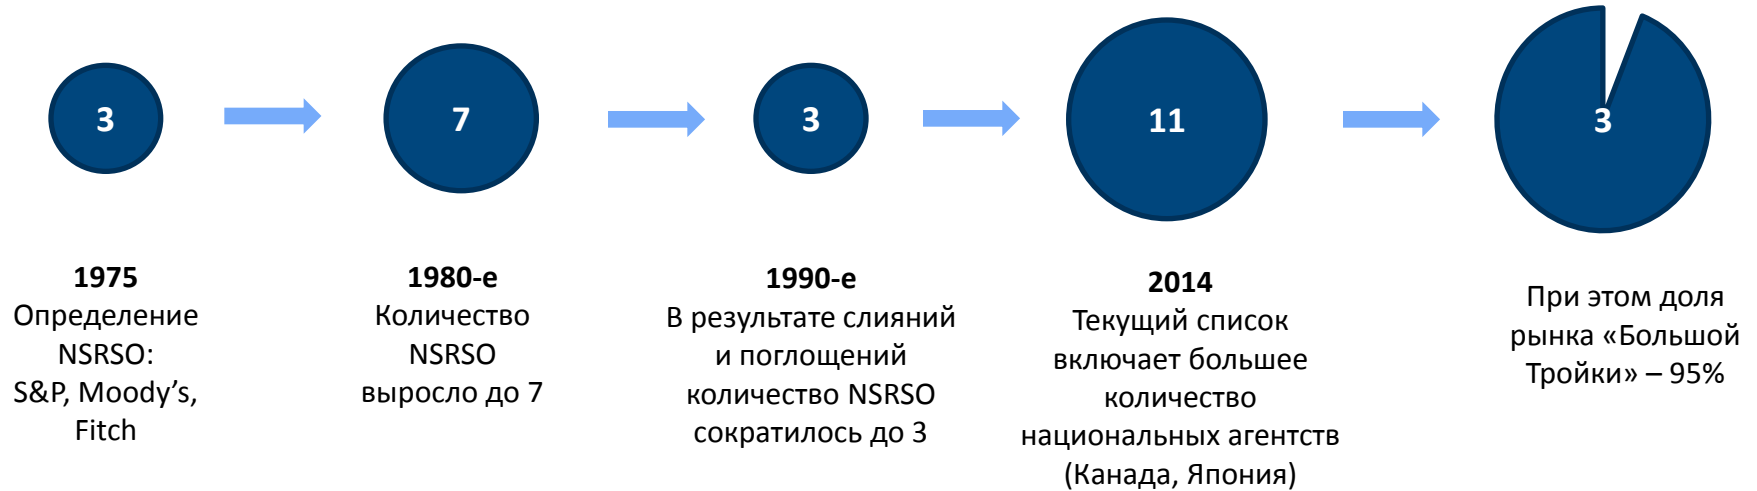 3
7
3
11
3
1975
Определение
NSRSO:
S&P, Moody’s,
Fitch
1980-е
Количество
NSRSO
выросло до 7
1990-е
В результате слияний
и поглощений
количество NSRSO
сократилось до 3
2014
Текущий список
включает большее
количество
национальных агентств
(Канада, Япония)
При этом доля
рынка «Большой
Тройки» – 95%